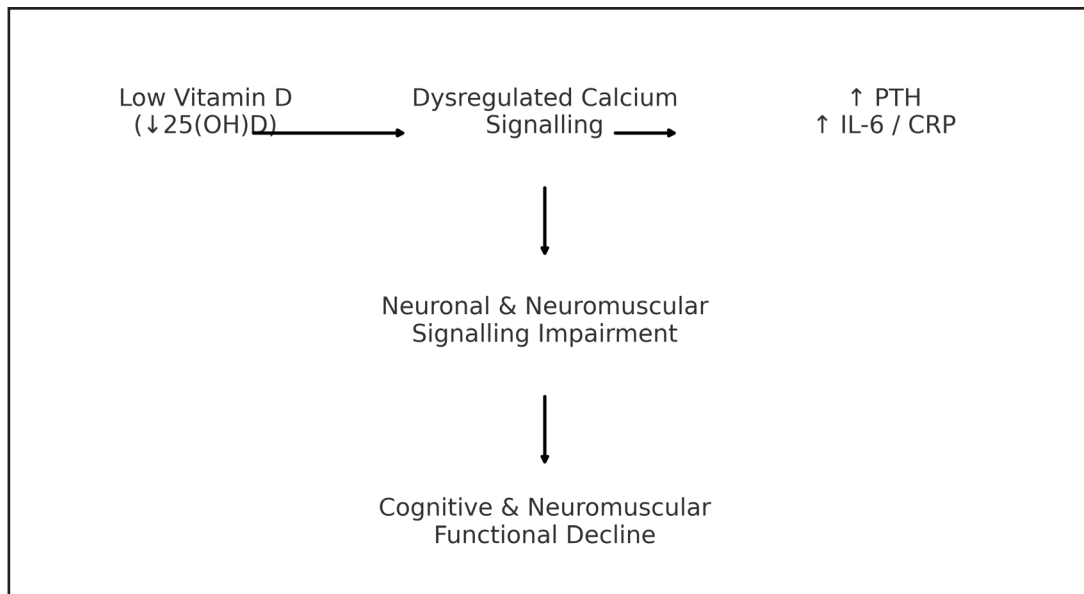 Low Vitamin D
(↓25(OH)D)
Dysregulated Calcium
Signalling
↑ PTH
↑ IL-6 / CRP
Neuronal & Neuromuscular
Signalling Impairment
Cognitive & Neuromuscular
Functional Decline